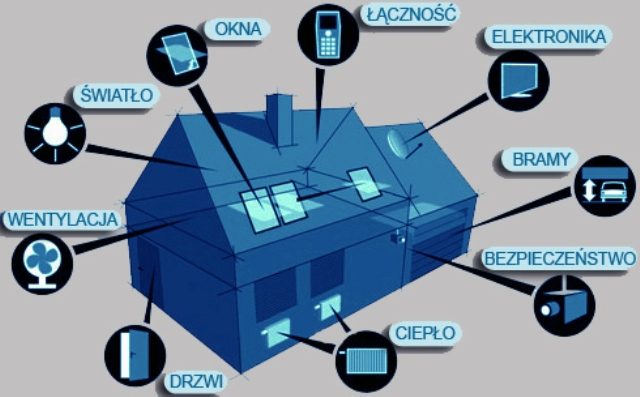 OKNA
ŁĄCZNOŚĆ
ELEKTRONIKA
ŚWIATŁO
BRAMY
WENTYLACJA
BEZPIECZEŃSTWO
CIEPŁO
DRZWI